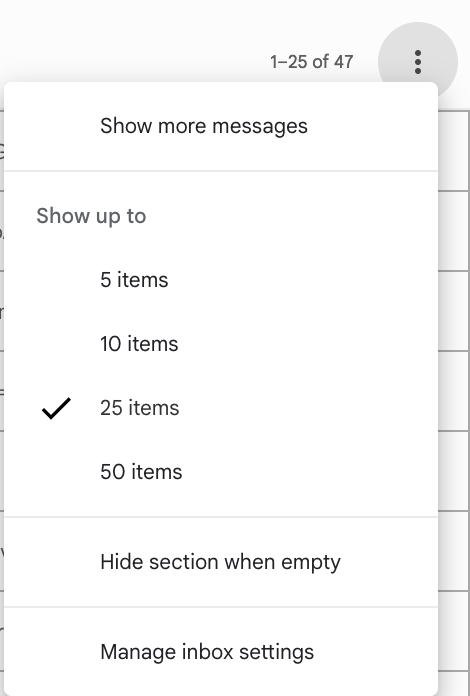 1–25 of 47
Show more messages
Show up to
5 items
10 items
25 items
50 items
Hide section when empty
Manage inbox settings